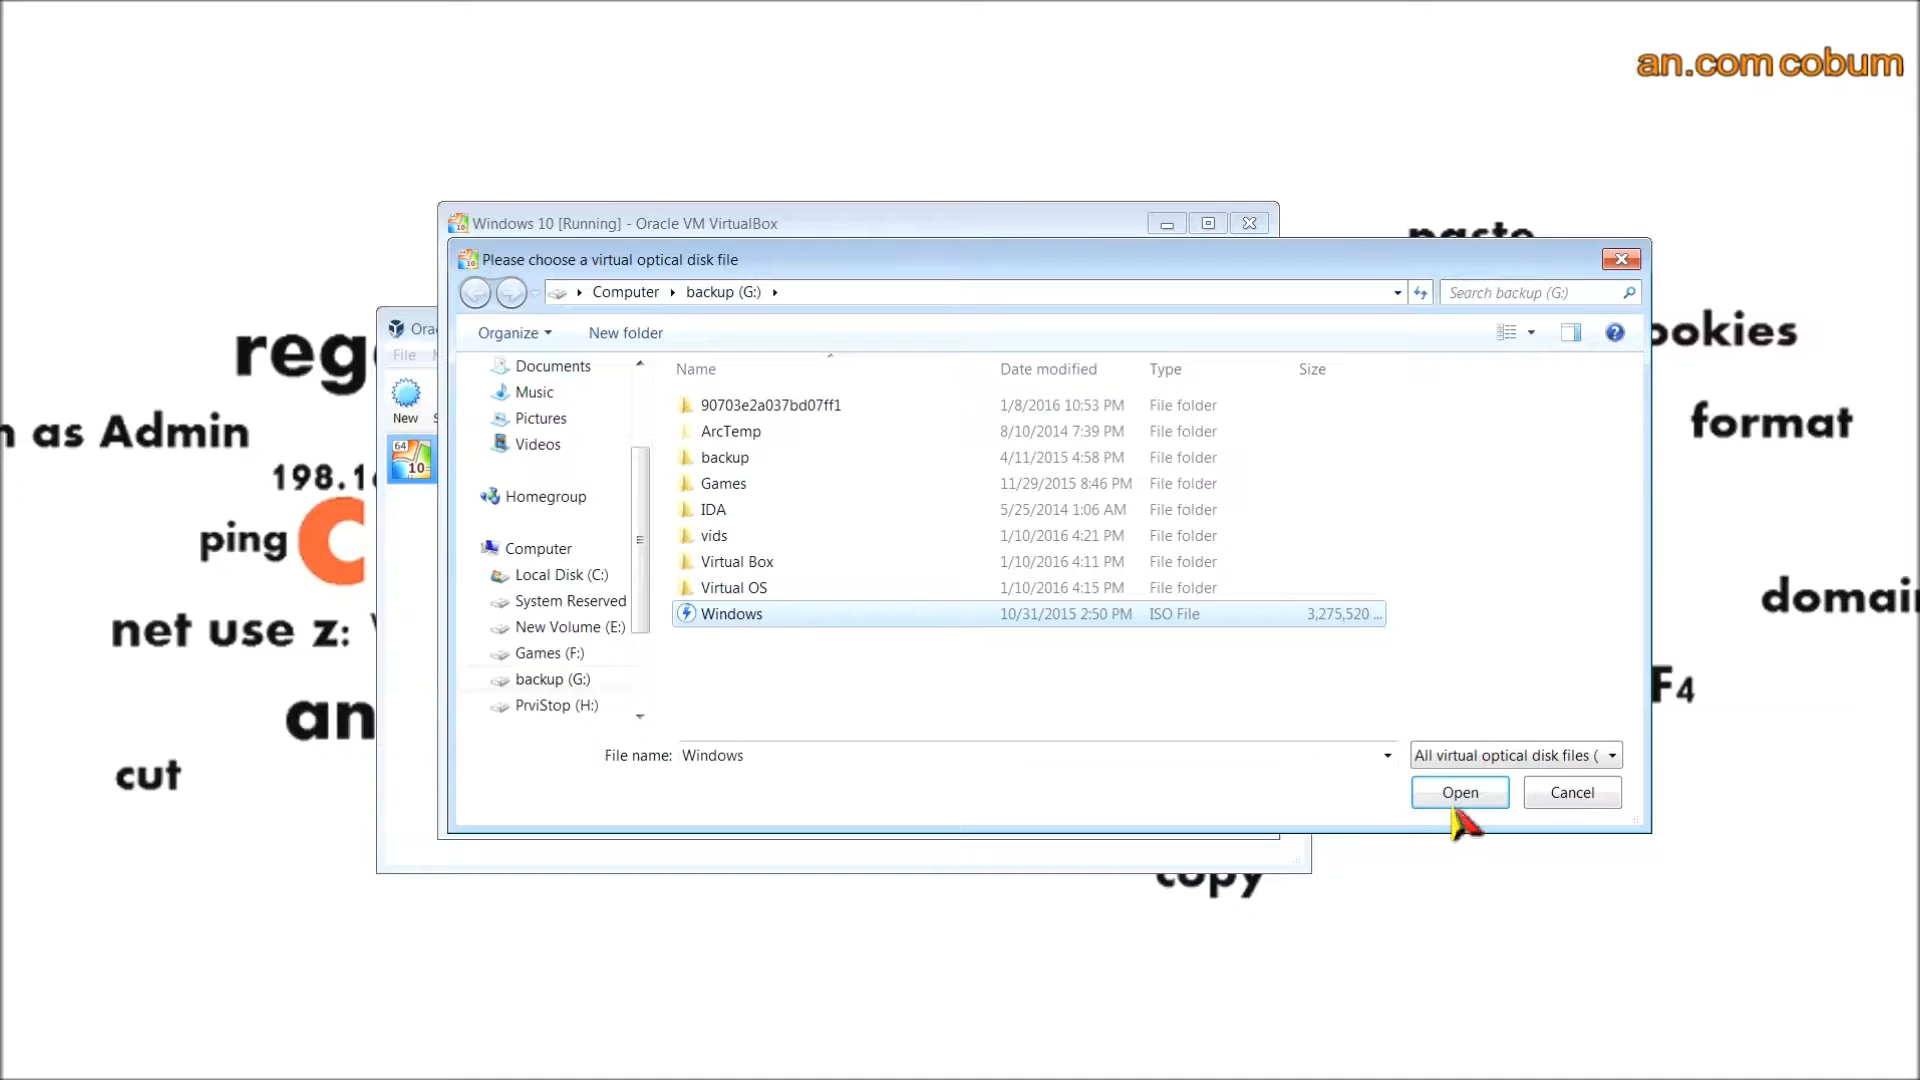 an.com cobum
Windows 10 [Running] - Oracle VM VirtualBox
Please choose a virtual optical disk file
Computer
backup (G:)
Search backup (G:)
Organize
New folder
Documents
Music
Pictures
Videos
Homegroup
Computer
Local Disk (C:)
System Reserved
New Volume (E:)
Games (F:)
backup (G:)
PrviStop (H:)
Name Date modified Type Size
90703e2a037bd07ff1 1/8/2016 10:53 PM File folder
ArcTemp 8/10/2014 7:39 PM File folder
backup 4/11/2015 4:58 PM File folder
Games 11/29/2015 8:46 PM File folder
IDA 5/25/2014 1:06 AM File folder
vids 1/10/2016 4:21 PM File folder
Virtual Box 1/10/2016 4:11 PM File folder
Virtual OS 1/10/2016 4:15 PM File folder
Windows 10/31/2015 2:50 PM ISO File 3,275,520 ...
File name: Windows
All virtual optical disk files (
Open
Cancel
Orac
File
New
64
10
reg
n as Admin
198.1
ping
C
net use z:
an
cut
paste
ookies
format
domain
F4
copy